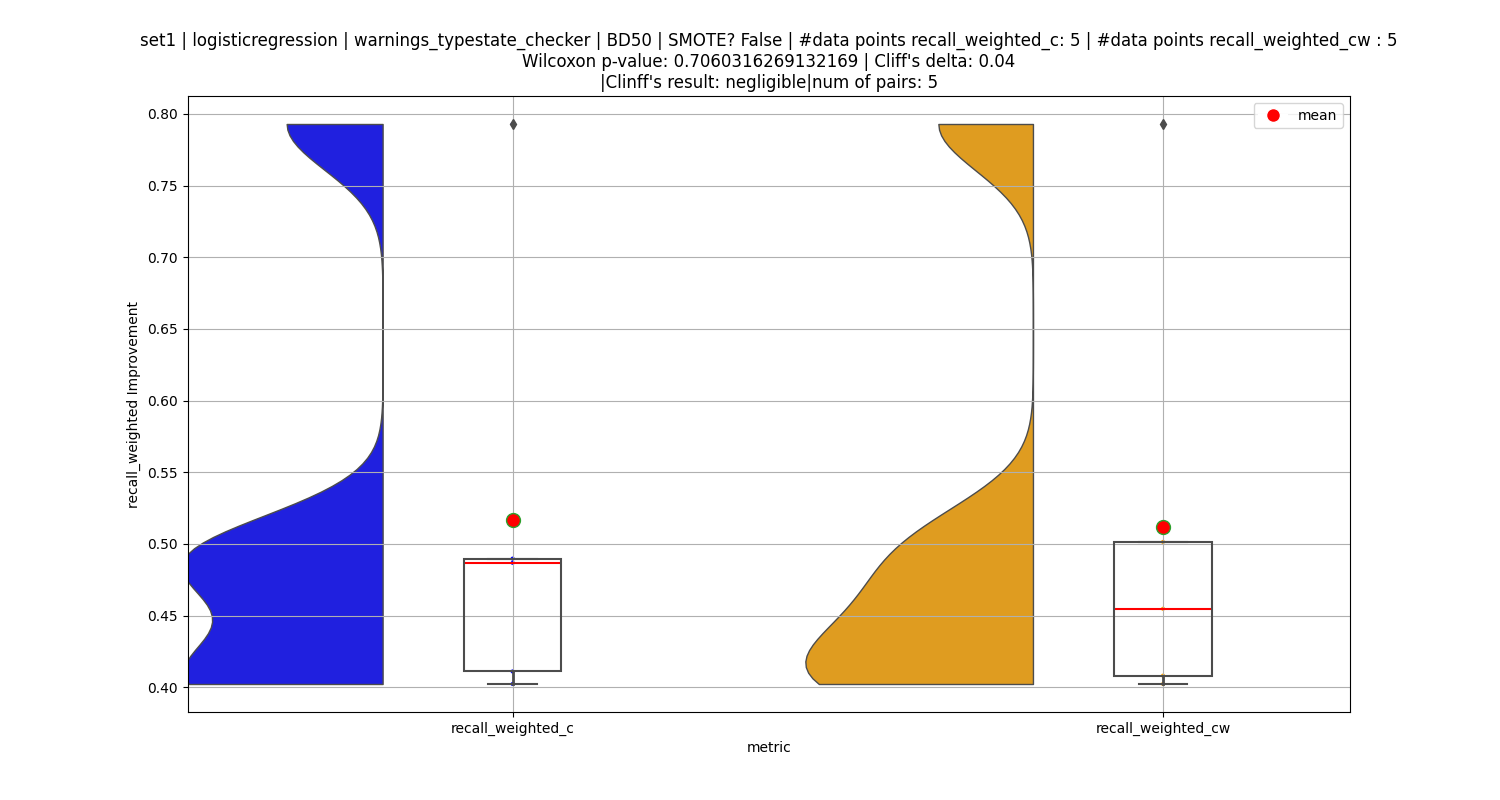 set1 | logisticregression | warnings_typestate_checker | BD50 | SMOTE? False | #data points recall_weighted_c: 5 | #data points recall_weighted_cw : 5
Wilcoxon p-value: 0.7060316269132169 | Cliff's delta: 0.04
|Clinff's result: negligible|num of pairs: 5
mean
0.80
0.75
0.70
0.65
0.60
0.55
0.50
0.45
0.40
recall_weighted Improvement
recall_weighted_c
recall_weighted_cw
metric